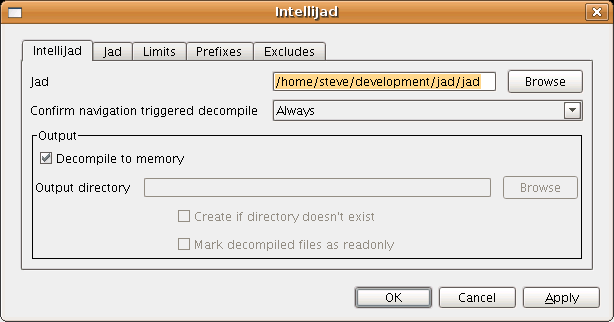 IntelliJad
IntelliJad Jad Limits Prefixes Excludes
Jad /home/steve/development/jad/jad Browse
Confirm navigation triggered decompile Always
Output
Decompile to memory
Output directory Browse
Create if directory doesn't exist
Mark decompiled files as readonly
OK Cancel Apply